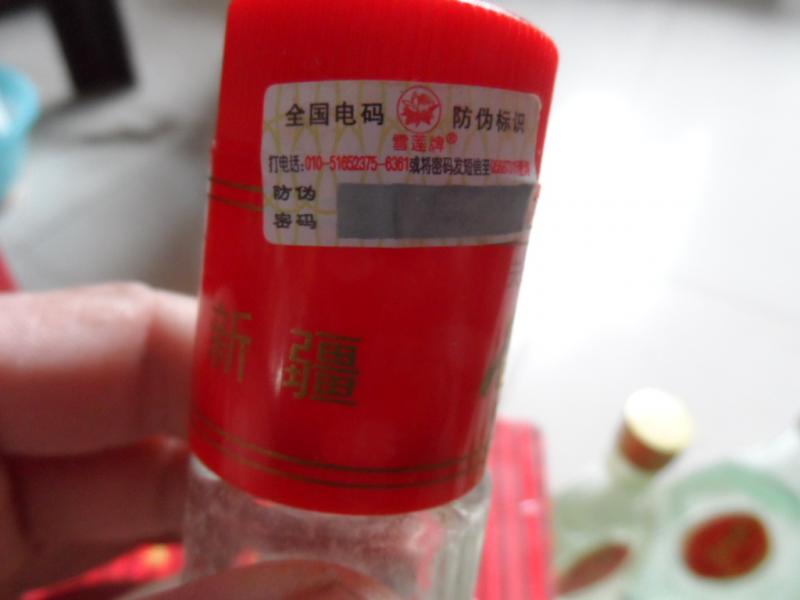 全国电码 防伪标识
雪莲牌®
打电话:010-51652375-6361或将密码发短信至
防伪
密码
新疆